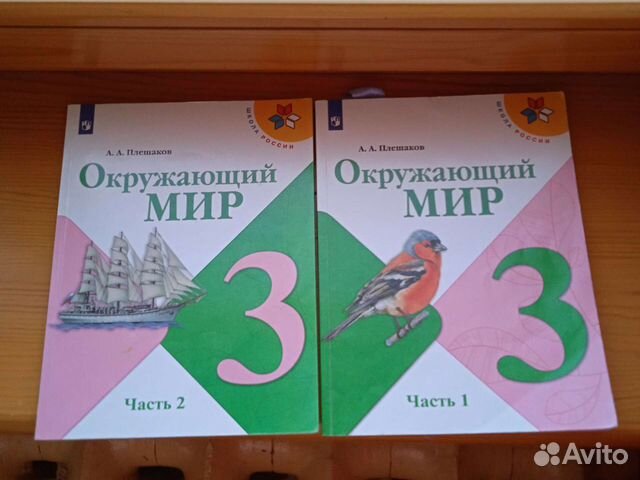 ШКОЛА РОССИИ
А. А. Плешаков
Окружающий
МИР
3
Часть 2
ШКОЛА РОССИИ
А. А. Плешаков
Окружающий
МИР
3
Часть 1
Avito